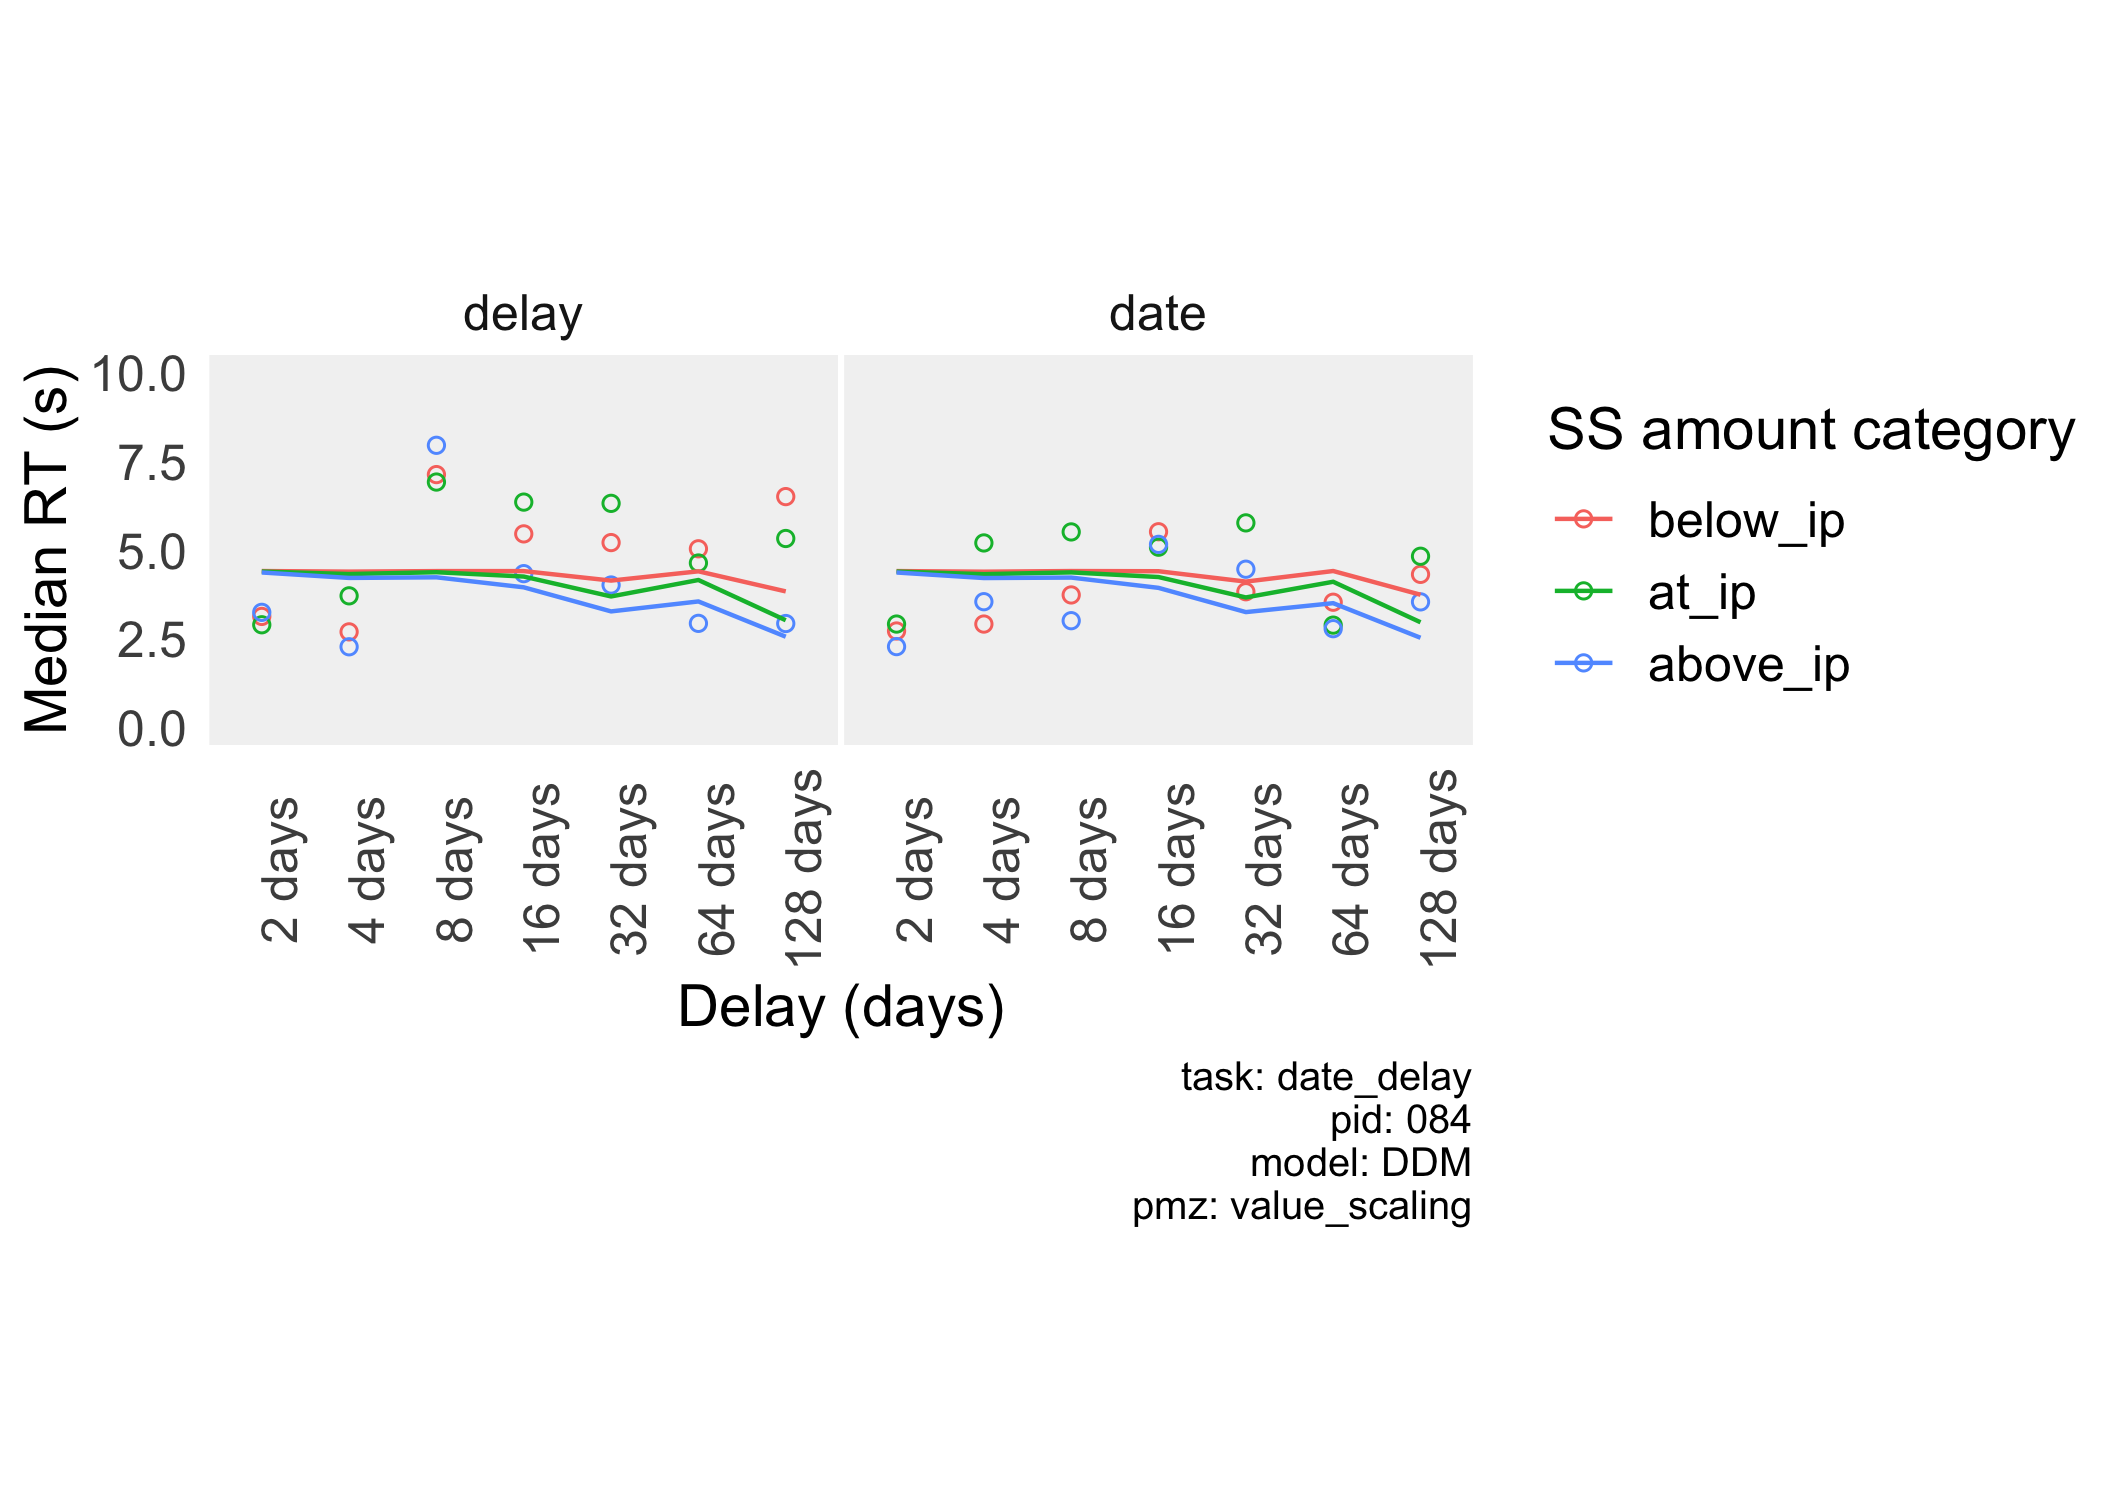 delay
date
Median RT (s)
10.0
7.5
5.0
2.5
0.0
2 days
4 days
8 days
16 days
32 days
64 days
128 days
2 days
4 days
8 days
16 days
32 days
64 days
128 days
Delay (days)
SS amount category
below_ip
at_ip
above_ip
task: date_delay
pid: 084
model: DDM
pmz: value_scaling